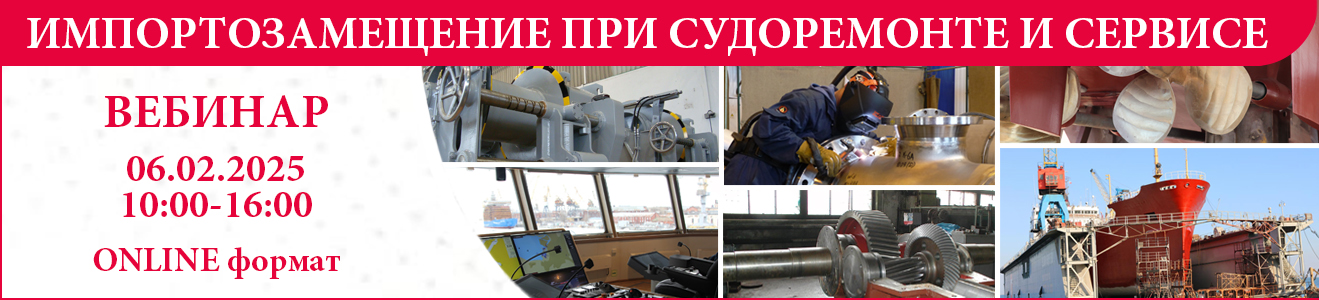 ИМПОРТОЗАМЕЩЕНИЕ ПРИ СУДОРЕМОНТЕ И СЕРВИСЕ
ВЕБИНАР
06.02.2025
10:00-16:00
ONLINE формат